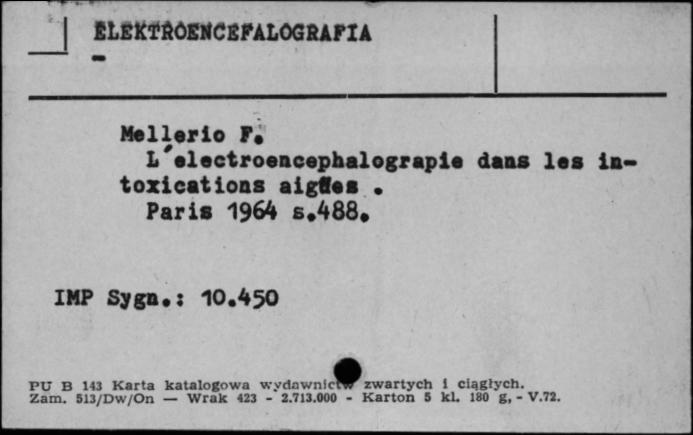 ELEKTROENCEFALOGRAFIA
-
Mellerio F.
L'electroencephalograpie dans les in-
toxications aigües .
Paris 1964 s.488.
IMP Sygn.: 10.450
PU B 143 Karta katalogowa wydawnictw zwartych i ciągłych.
Zam. 513/Dw/On — Wrak 423 - 2.713.000 - Karton 5 kl. 180 g, - V.72.